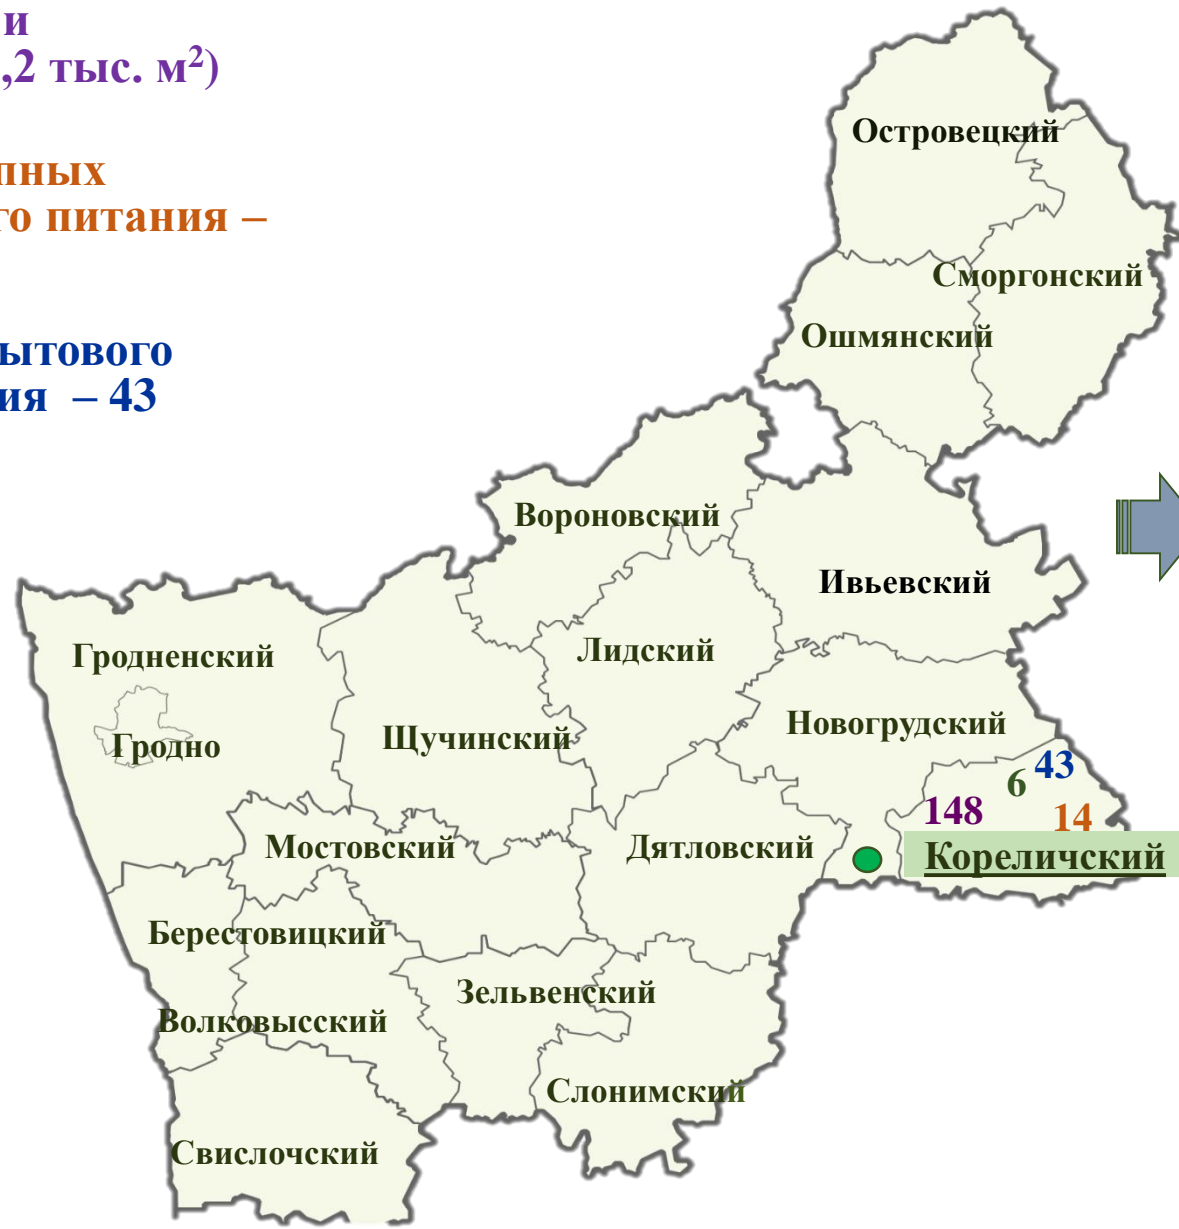 и
,2 тыс. м²)
пных
го питания –
ытового
ия – 43
Островецкий
Сморгонский
Ошмянский
Вороновский
Ивьевский
Гродненский
Лидский
Гродно
Щучинский
Новогрудский
43
6
148
14
Мостовский
Дятловский
Кореличский
Берестовицкий
Зельвенский
Волковысский
Слонимский
Свислочский